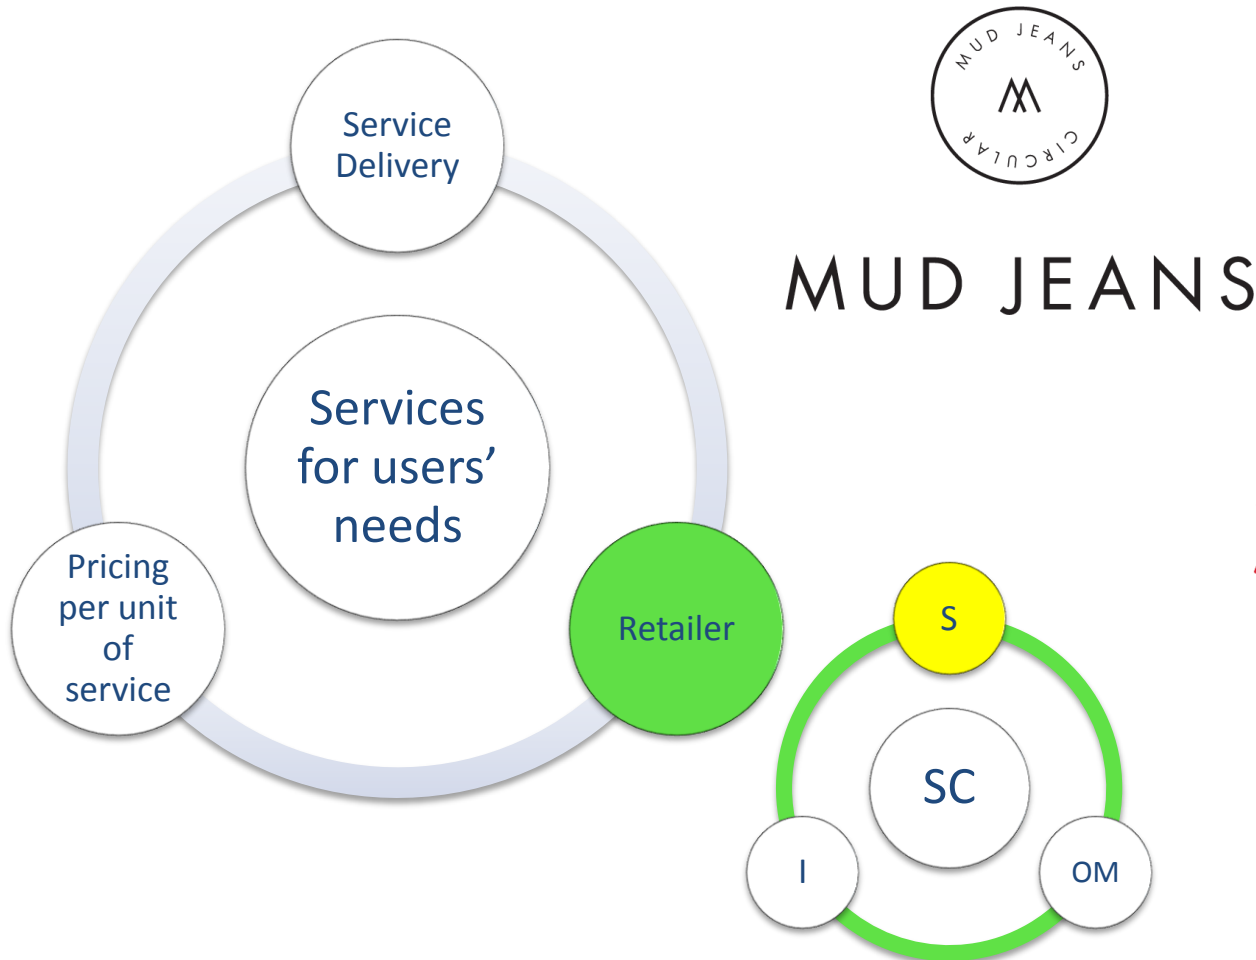 MUD JEANS
CIRCULAR
MUD JEANS
Service
Delivery
Services
for users’
needs
Pricing
per unit
of
service
Retailer
S
SC
I
OM